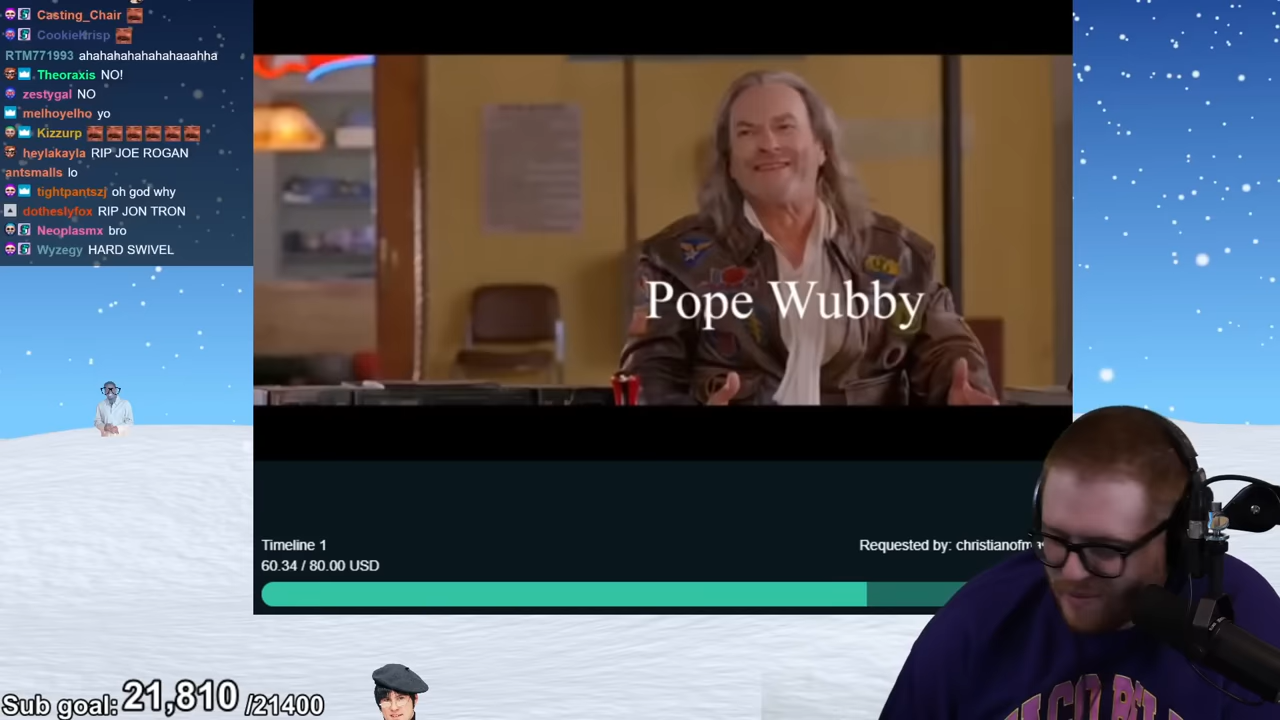 Casting_Chair
CookieKrisp
RTM771993 ahahahahahahahaaahha
Theoraxis NO!
zestygal NO
melhoyelho yo
Kizzurp
heylakayla RIP JOE ROGAN
antsmalls lo
tightpantszj oh god why
dotheslyfox RIP JON TRON
Neoplasmx bro
Wyzegy HARD SWIVEL
Pope Wubby
Timeline 1
Requested by:
60.34 / 80.00 USD
Sub goal: 21,810 /21400